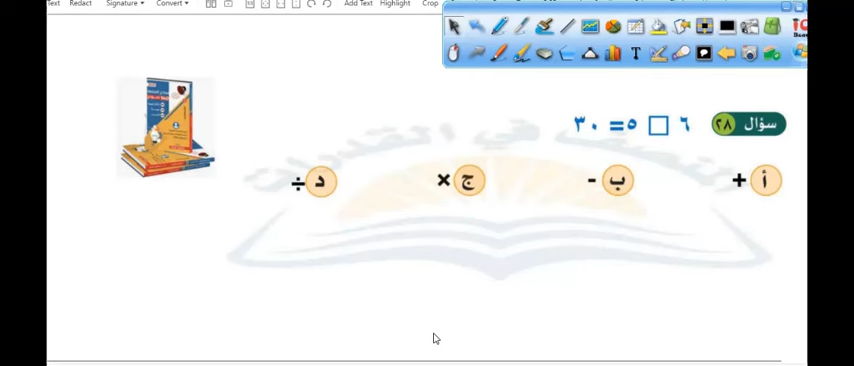 Text Redact Signature Convert Add Text Highlight Crop
سؤال ٢٨ ٦ □ ٥ = ٣٠
أ + ب - ج × د ÷